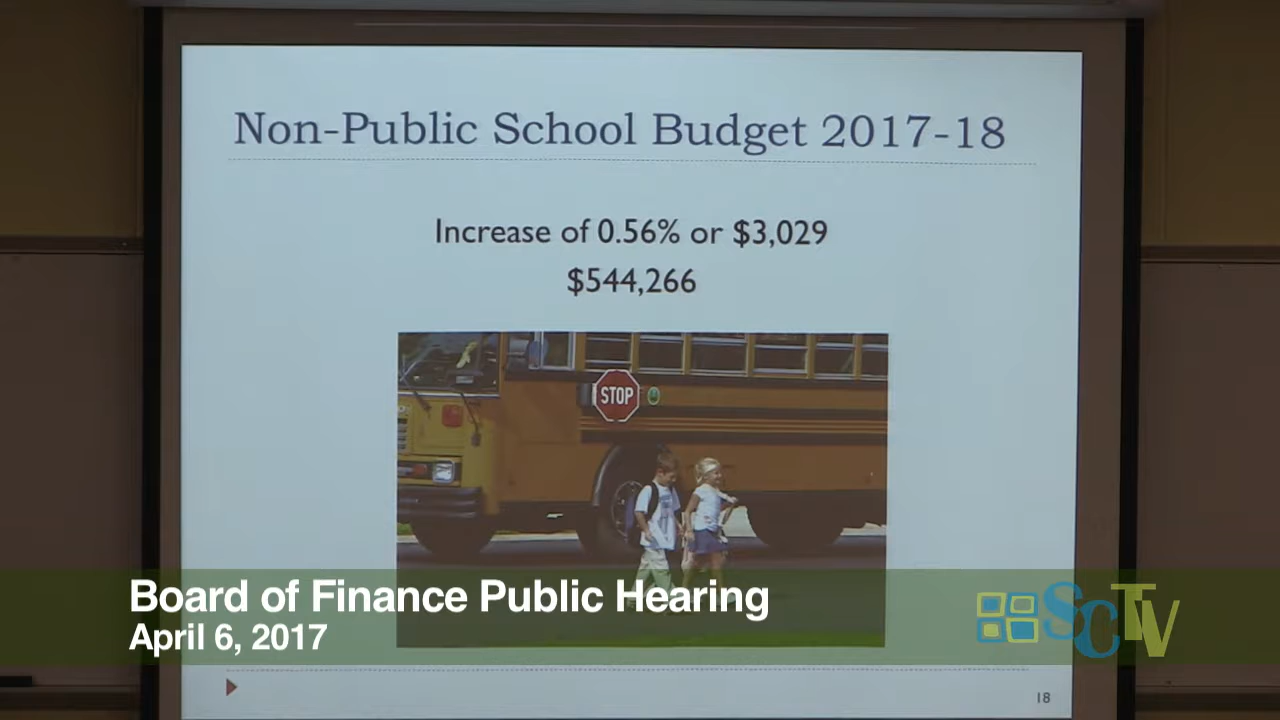 Non-Public School Budget 2017-18
Increase of 0.56% or $3,029
$544,266
STOP
Board of Finance Public Hearing
April 6, 2017
SCTV
18